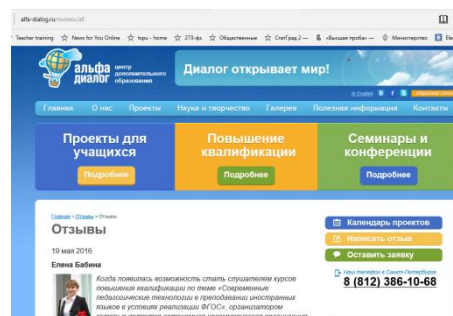 alfa-dialog.ru/reviews/all
Teacher training News for You Online topu - home 273-фз Общественные СтатГрад 2 — «Высшая проба» — Министерство
альфа диалог
центр дополнительного образования
Диалог открывает мир!
In English
Главная О нас Проекты Наука и творчество Галерея Полезная информация Контакты
Проекты для учащихся
Подробнее
Повышение квалификации
Подробнее
Семинары и конференции
Подробнее
Главная > Отзывы > Отзывы
Отзывы
19 мая 2016
Елена Бабина
Когда появилась возможность стать слушателем курсов
повышения квалификации по теме «Современные
педагогические технологии в преподавании иностранных
языков в условиях реализации ФГОС», организатором
Календарь проектов
Написать отзыв
Оставить заявку
Наш телефон в Санкт-Петербурге
8 (812) 386-10-68